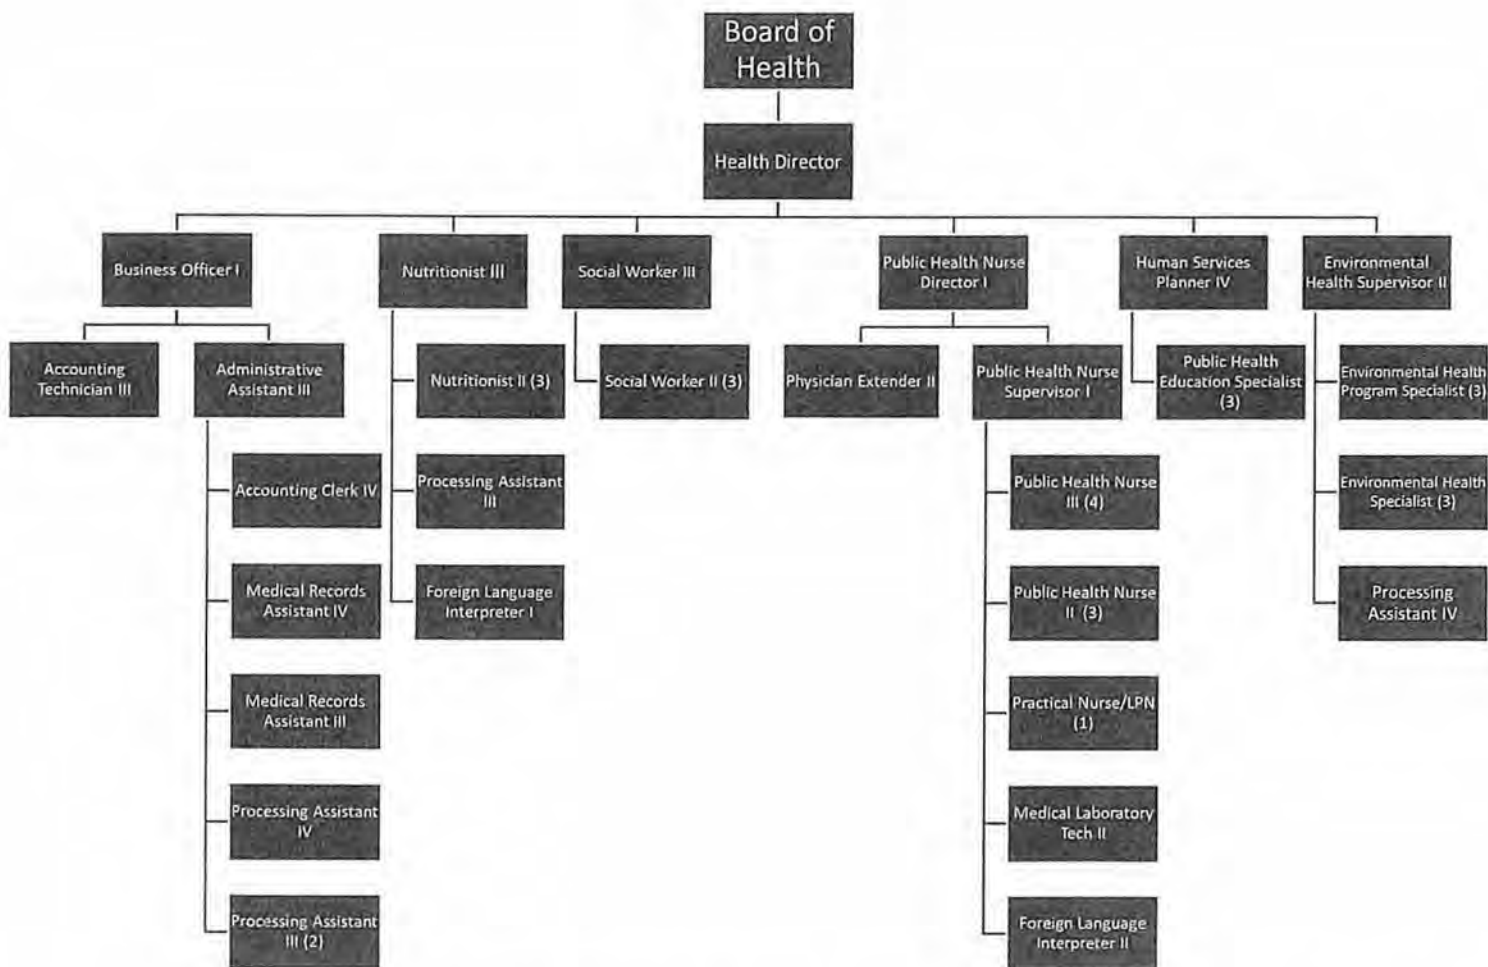 Board of
Health
Health Director
Business Officer I
Nutritionist III
Social Worker III
Public Health Nurse
Director I
Human Services
Planner IV
Environmental
Health Supervisor II
Accounting
Technician III
Administrative
Assistant III
Nutritionist II (3)
Social Worker II (3)
Physician Extender II
Public Health Nurse
Supervisor I
Public Health
Education Specialist
(3)
Environmental Health
Program Specialist (3)
Accounting Clerk IV
Processing Assistant
III
Public Health Nurse
III (4)
Environmental Health
Specialist (3)
Medical Records
Assistant IV
Foreign Language
Interpreter I
Public Health Nurse
II (3)
Processing
Assistant IV
Medical Records
Assistant III
Practical Nurse/LPN
(1)
Processing Assistant
IV
Medical Laboratory
Tech II
Processing Assistant
III (2)
Foreign Language
Interpreter II